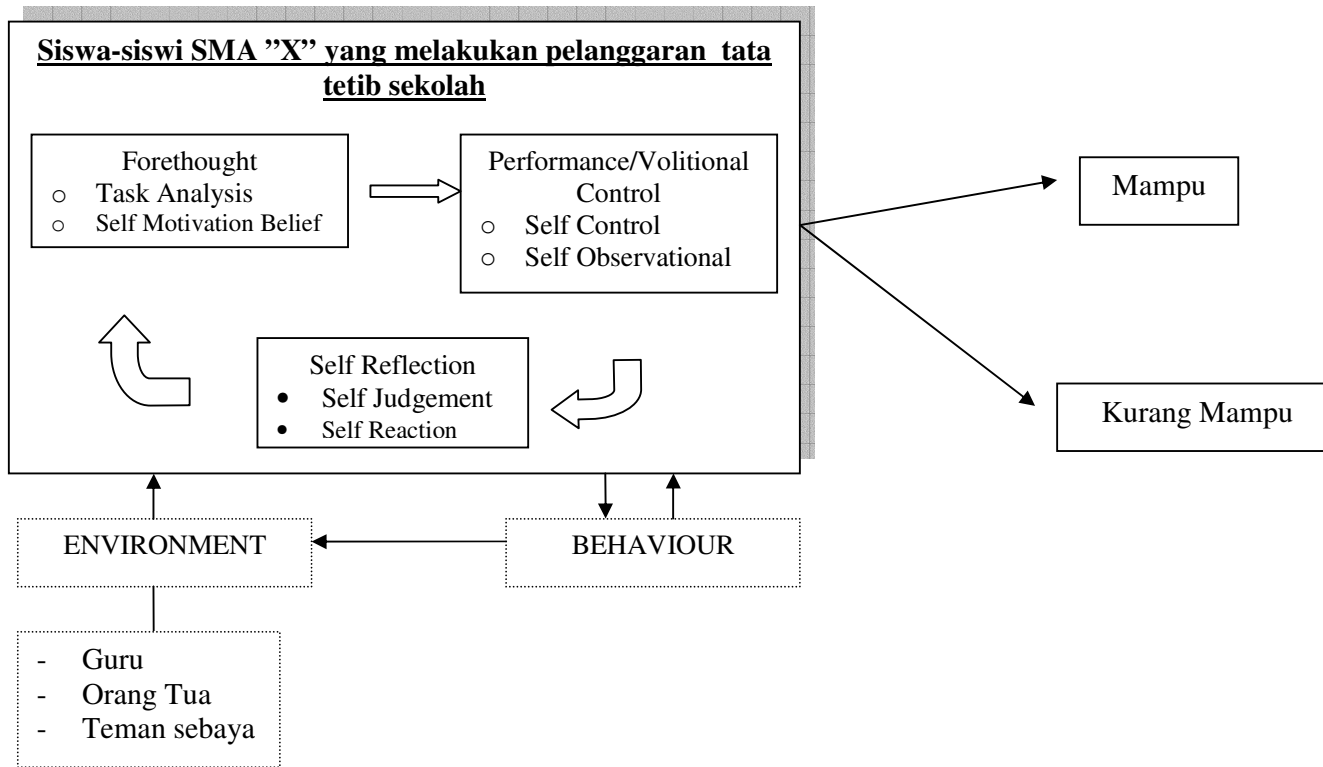 Siswa-siswi SMA ”X” yang melakukan pelanggaran tata
tetib sekolah
Forethought
o Task Analysis
o Self Motivation Belief
Performance/Volitional
Control
o Self Control
o Self Observational
Mampu
Self Reflection
• Self Judgement
• Self Reaction
Kurang Mampu
ENVIRONMENT
BEHAVIOUR
- Guru
- Orang Tua
- Teman sebaya